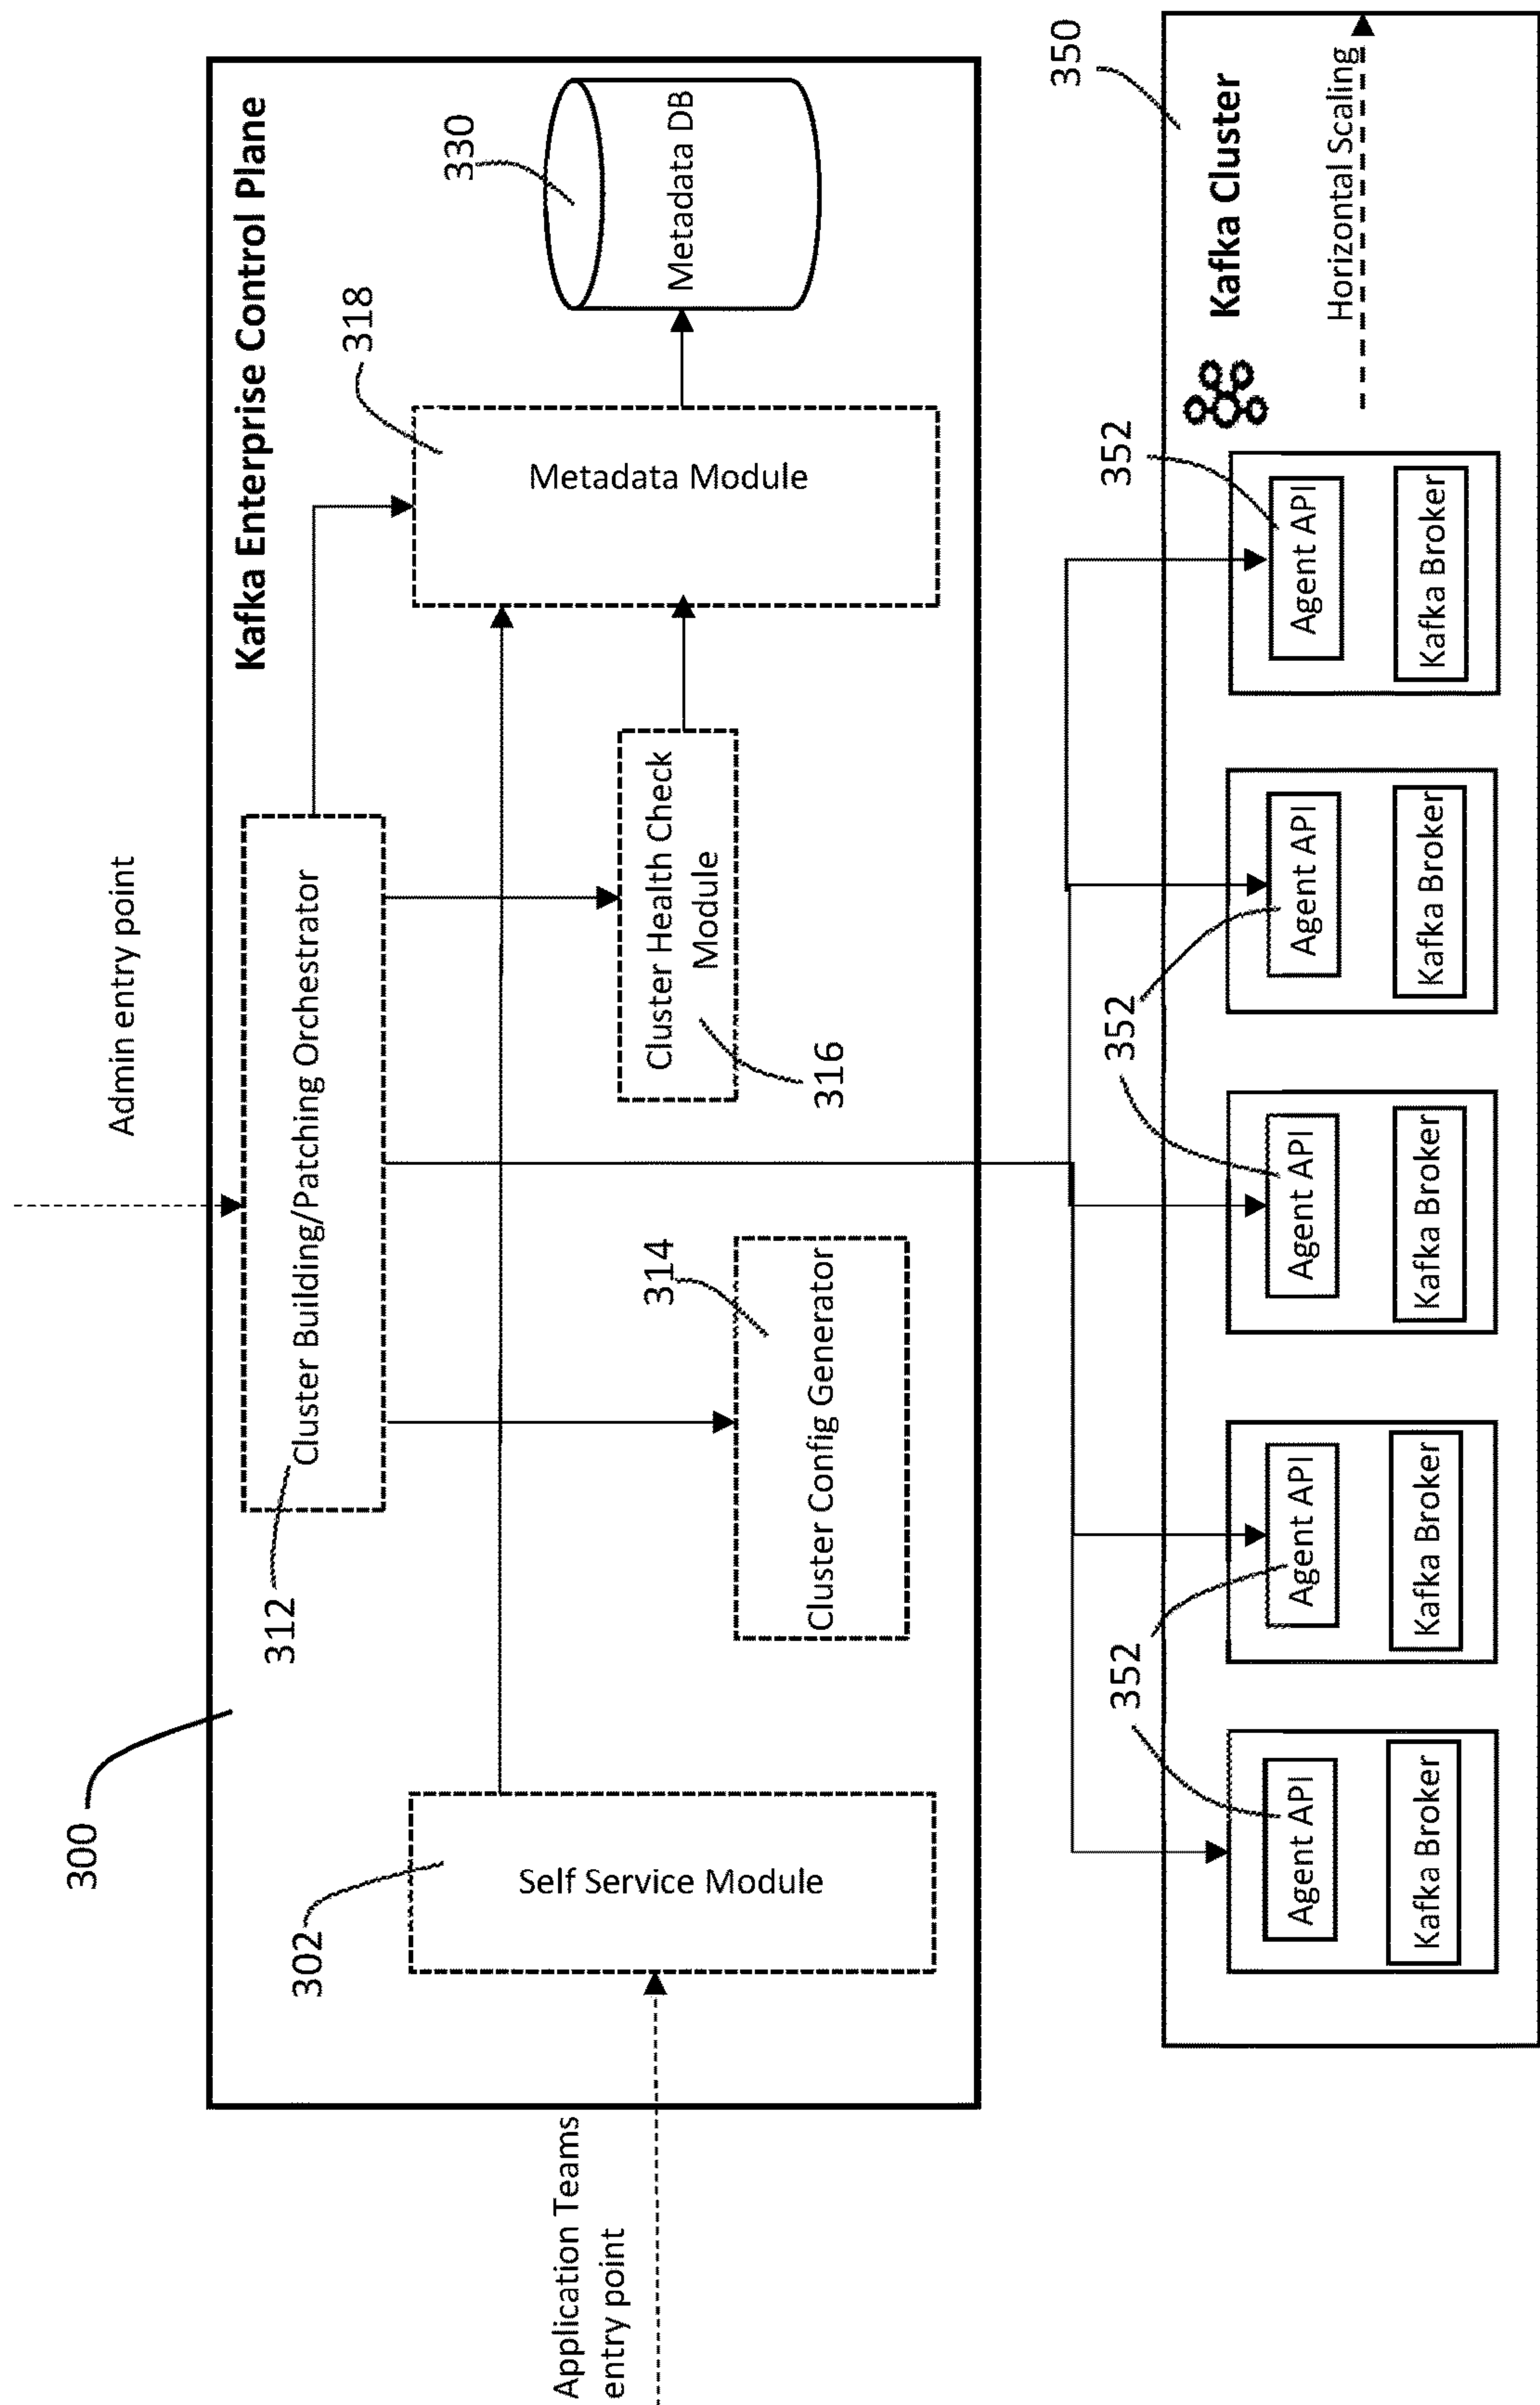 Admin entry point
300
Kafka Enterprise Control Plane
312
Cluster Building/Patching Orchestrator
318
330
302
Application Teams
entry point
Self Service Module
314
Cluster Config Generator
Cluster Health Check
Module
316
Metadata Module
Metadata DB
350
352
352
352
Kafka Cluster
Horizontal Scaling
Agent API
Agent API
Agent API
Agent API
Agent API
Kafka Broker
Kafka Broker
Kafka Broker
Kafka Broker
Kafka Broker